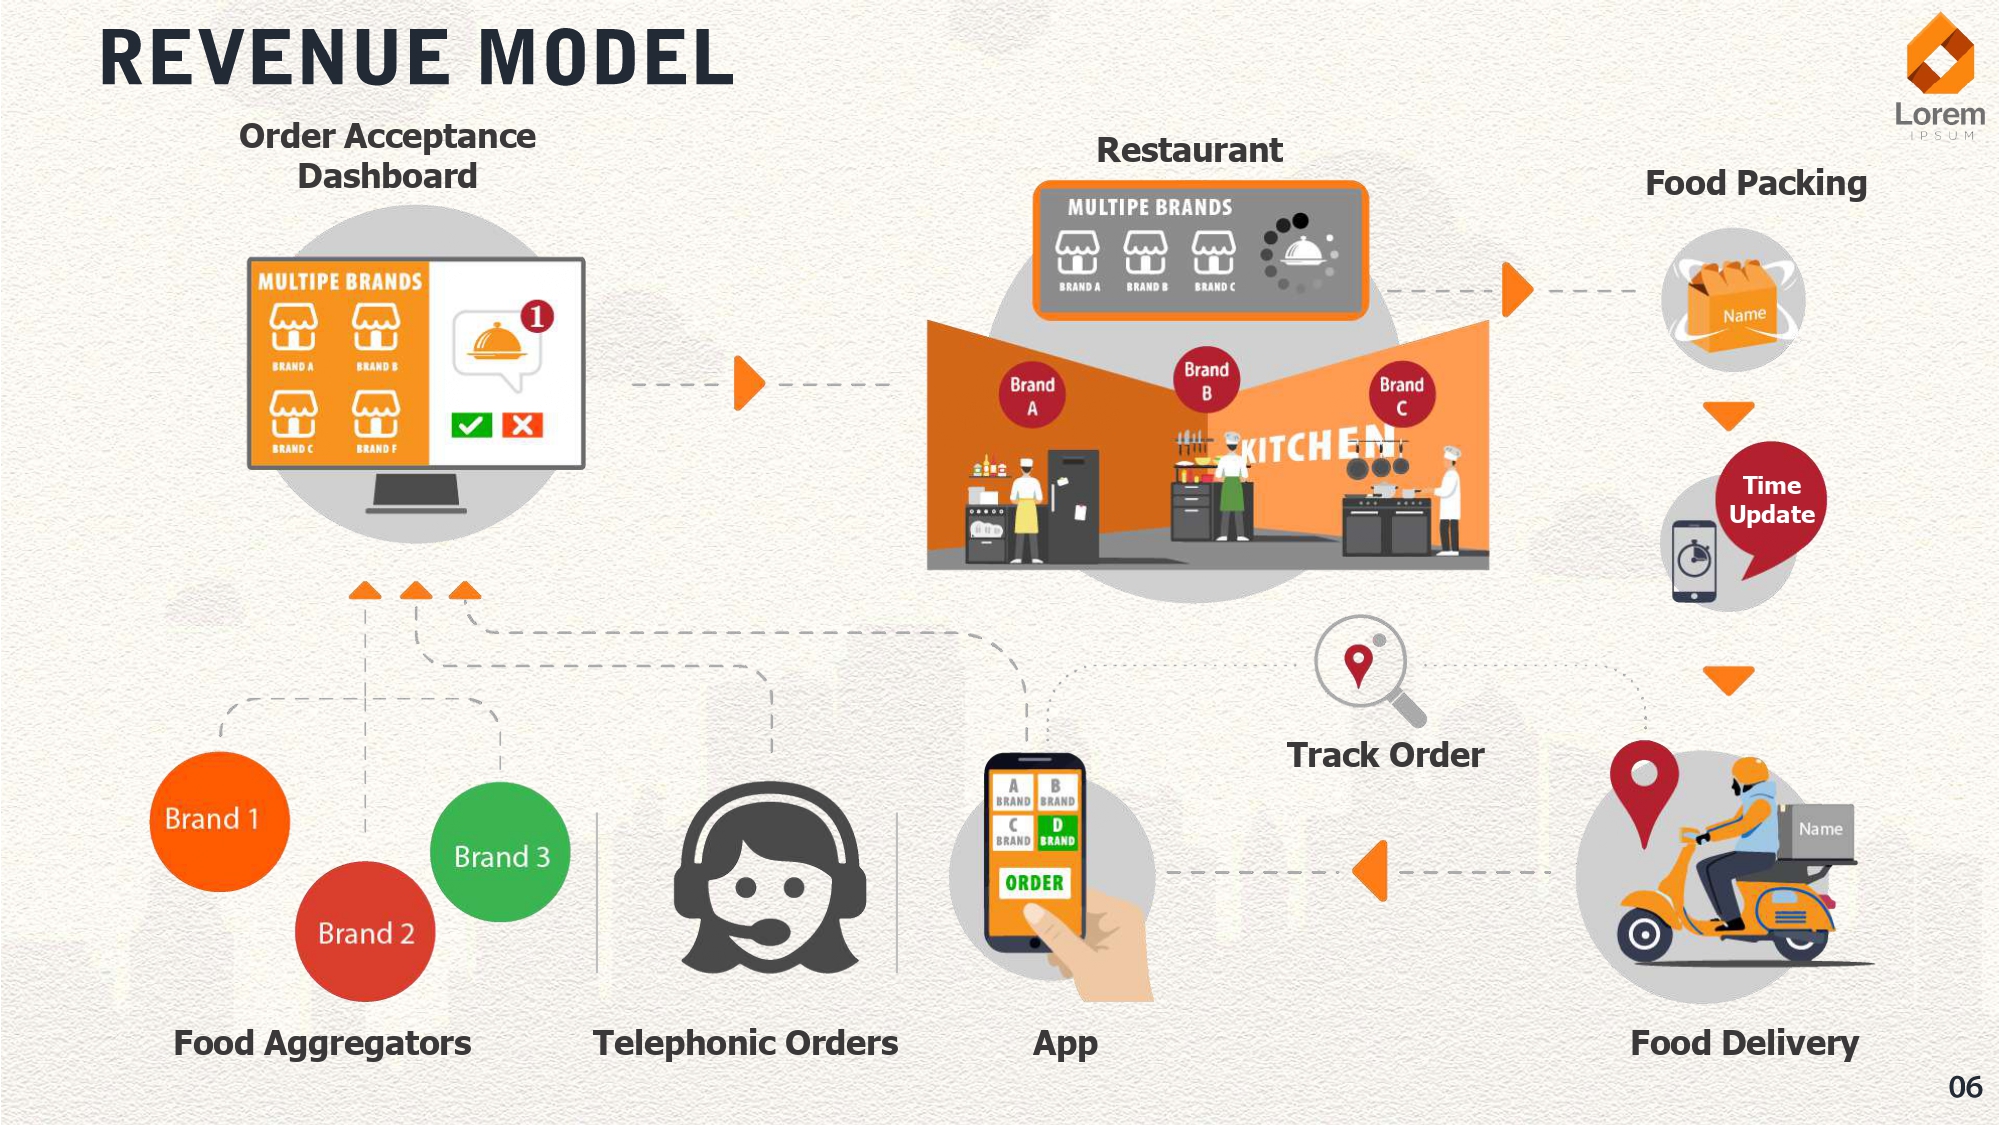 REVENUE MODEL
Lorem
IPSUM
Order Acceptance
Dashboard
MULTIPE BRANDS
BRAND A
BRAND B
BRAND C
BRAND F
1
Restaurant
MULTIPE BRANDS
BRAND A
BRAND B
BRAND C
Brand
A
Brand
B
Brand
C
KITCHEN
Food Packing
Name
Time
Update
Track Order
Brand 1
Brand 2
Brand 3
A
BRAND
B
BRAND
C
BRAND
D
BRAND
ORDER
Name
Food Aggregators
Telephonic Orders
App
Food Delivery
06